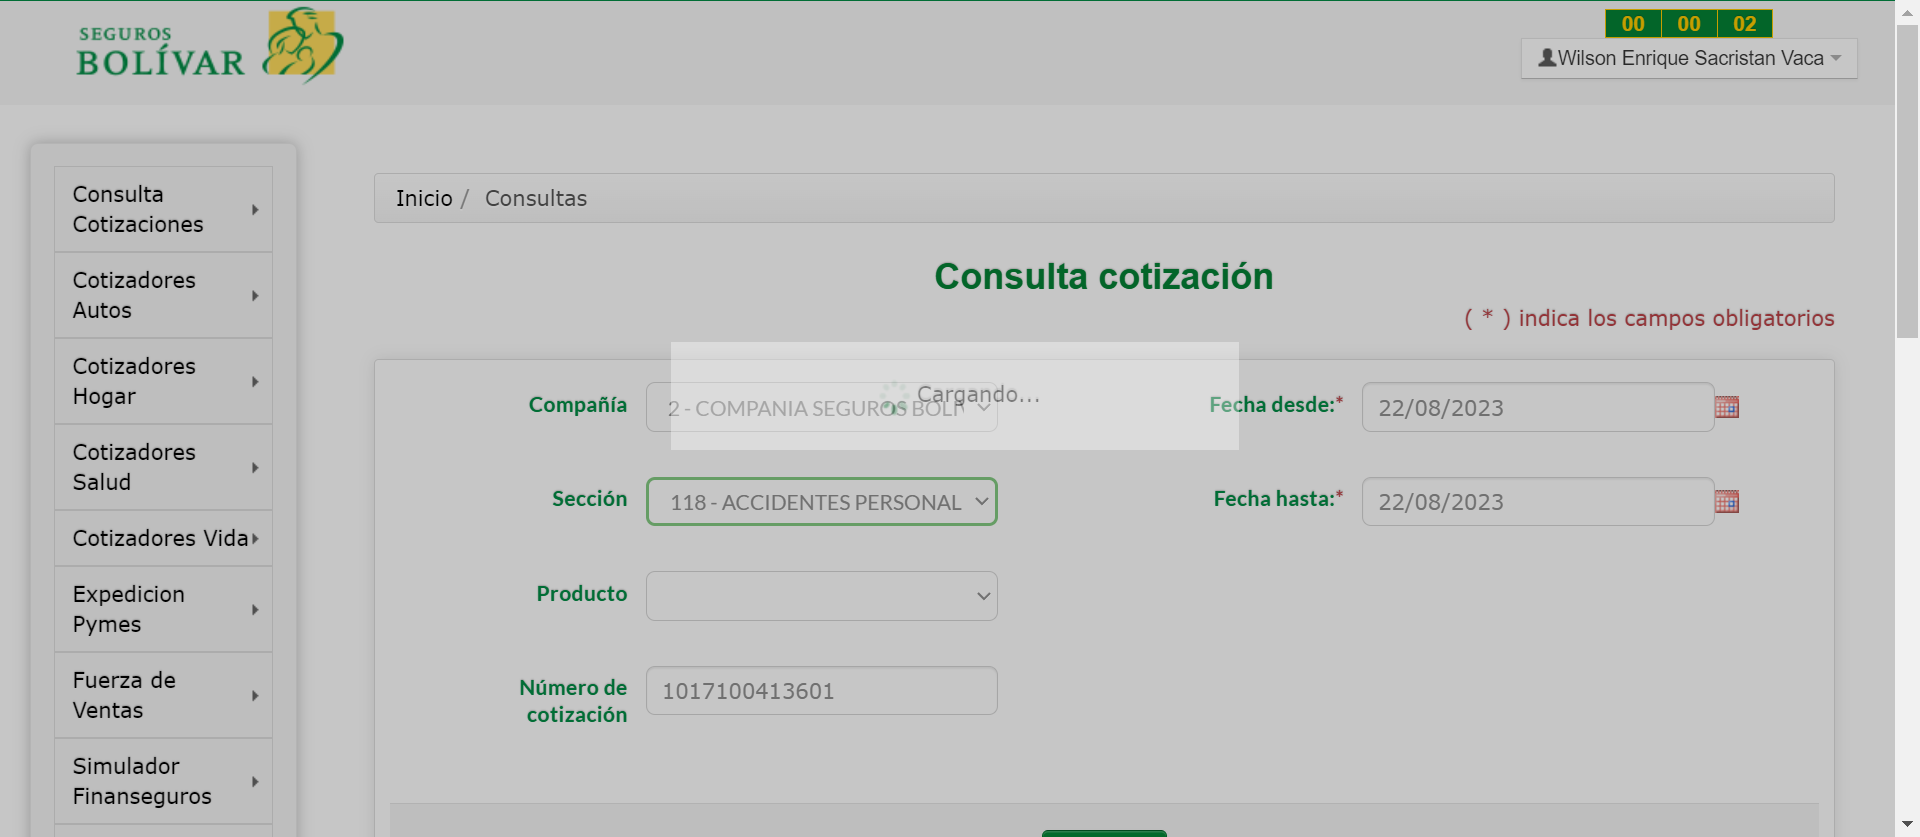 SEGUROS
BOLÍVAR
00 00 02
Wilson Enrique Sacristan Vaca
Consulta
Cotizaciones
Cotizadores
Autos
Cotizadores
Hogar
Cotizadores
Salud
Cotizadores Vida
Expedicion
Pymes
Fuerza de
Ventas
Simulador
Finanseguros
Inicio / Consultas
Consulta cotización
( * ) indica los campos obligatorios
Cargando...
Compañía 2 - COMPANIA SEGUROS BOLI
Fecha desde:* 22/08/2023
Sección 118 - ACCIDENTES PERSONAL
Fecha hasta:* 22/08/2023
Producto
Número de
cotización
1017100413601